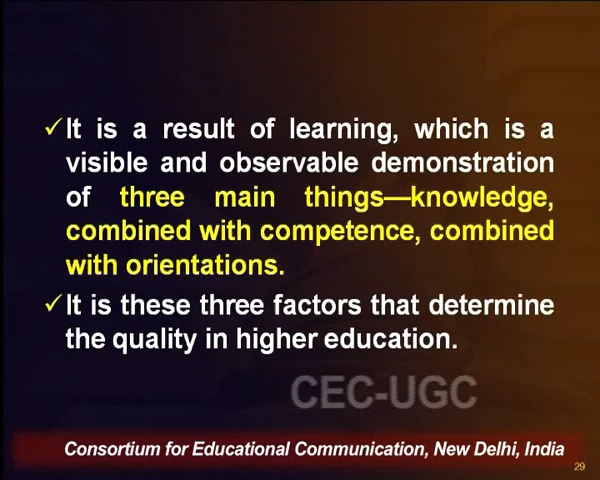 ✓It is a result of learning, which is a
visible and observable demonstration
of three main things—knowledge,
combined with competence, combined
with orientations.
✓It is these three factors that determine
the quality in higher education.
CEC-UGC
Consortium for Educational Communication, New Delhi, India
29